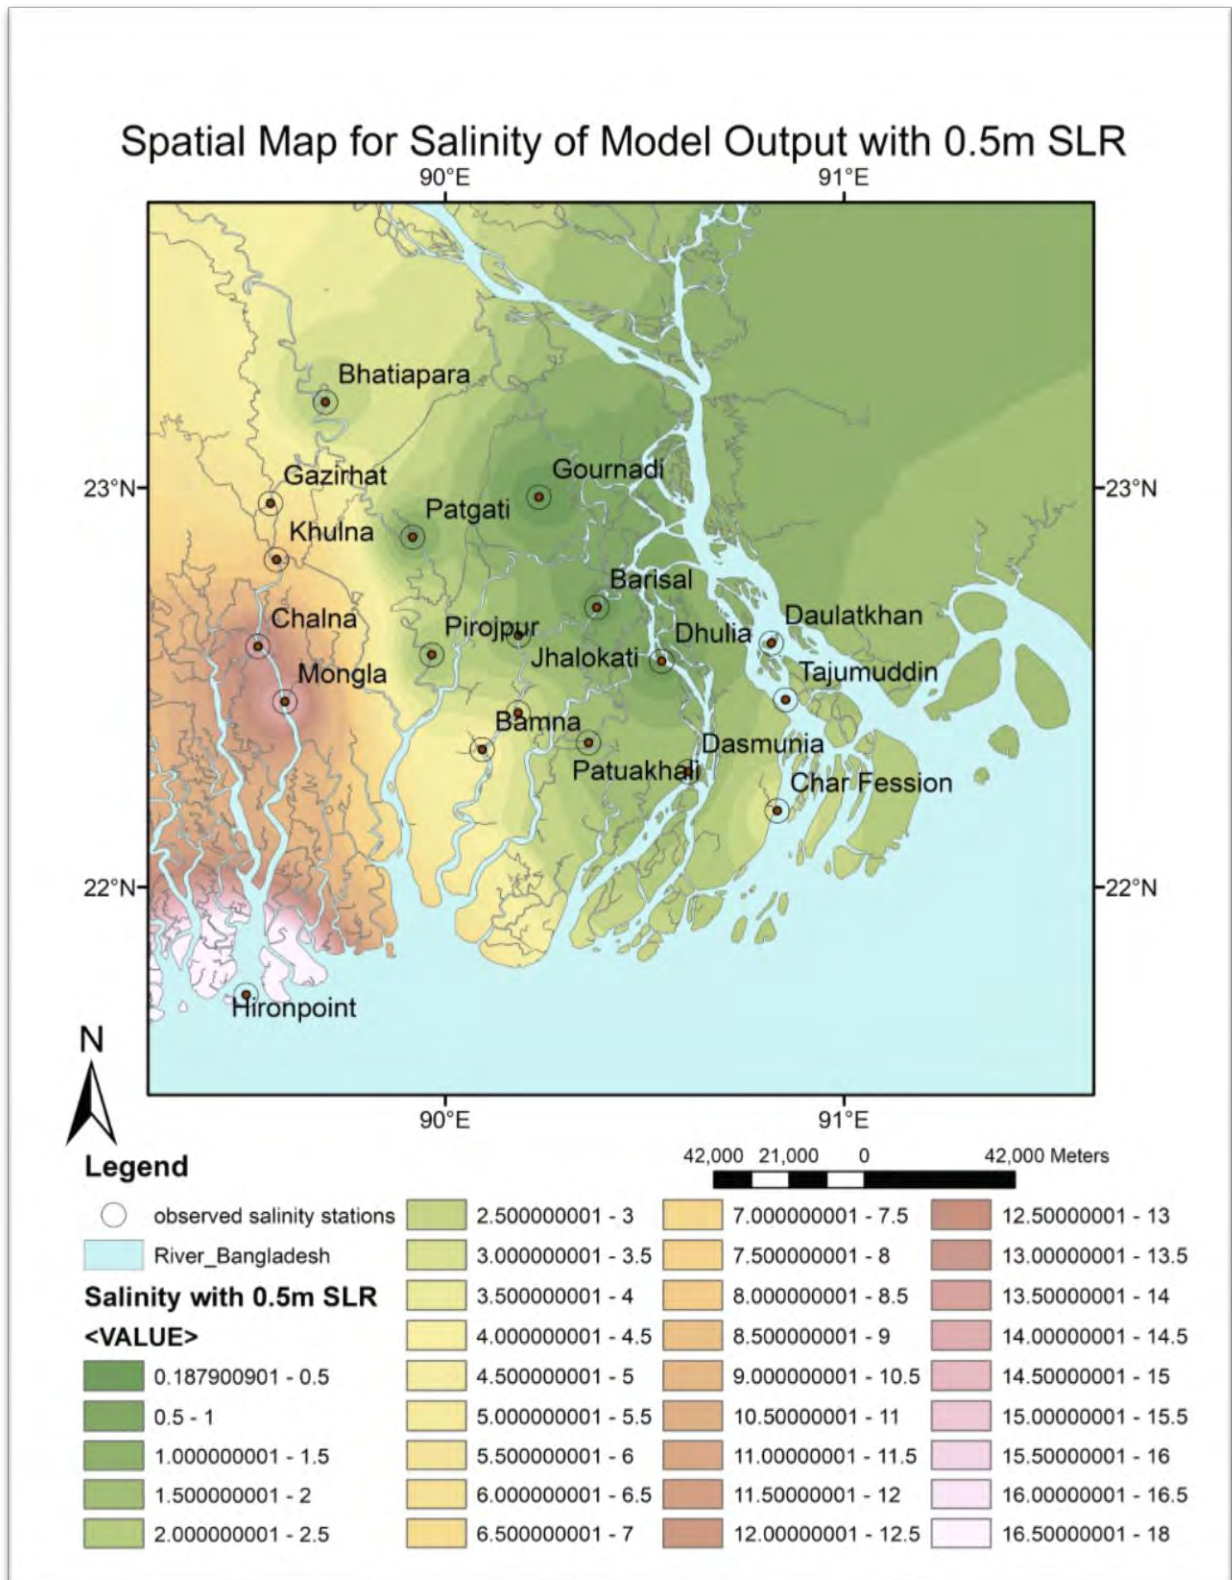 Spatial Map for Salinity of Model Output with 0.5m SLR
90°E 91°E
Bhatiapara
Gazirhat
Gournadi
23°N 23°N
Patgati
Khulna
Barisal
Chalna
Daulatkhan
Pirojpur
Dhulia
Jhalokati
Mongla
Tajumuddin
Bamna
Dasmunia
Patuakhali
Char Fession
22°N 22°N
Hironpoint
N
90°E 91°E
42,000 21,000 0 42,000 Meters
Legend
observed salinity stations
River_Bangladesh
Salinity with 0.5m SLR
<VALUE>
0.187900901 - 0.5
0.5 - 1
1.000000001 - 1.5
1.500000001 - 2
2.000000001 - 2.5
2.500000001 - 3
3.000000001 - 3.5
3.500000001 - 4
4.000000001 - 4.5
4.500000001 - 5
5.000000001 - 5.5
5.500000001 - 6
6.000000001 - 6.5
6.500000001 - 7
7.000000001 - 7.5
7.500000001 - 8
8.000000001 - 8.5
8.500000001 - 9
9.000000001 - 10.5
10.50000001 - 11
11.00000001 - 11.5
11.50000001 - 12
12.00000001 - 12.5
12.50000001 - 13
13.00000001 - 13.5
13.50000001 - 14
14.00000001 - 14.5
14.50000001 - 15
15.00000001 - 15.5
15.50000001 - 16
16.00000001 - 16.5
16.50000001 - 18